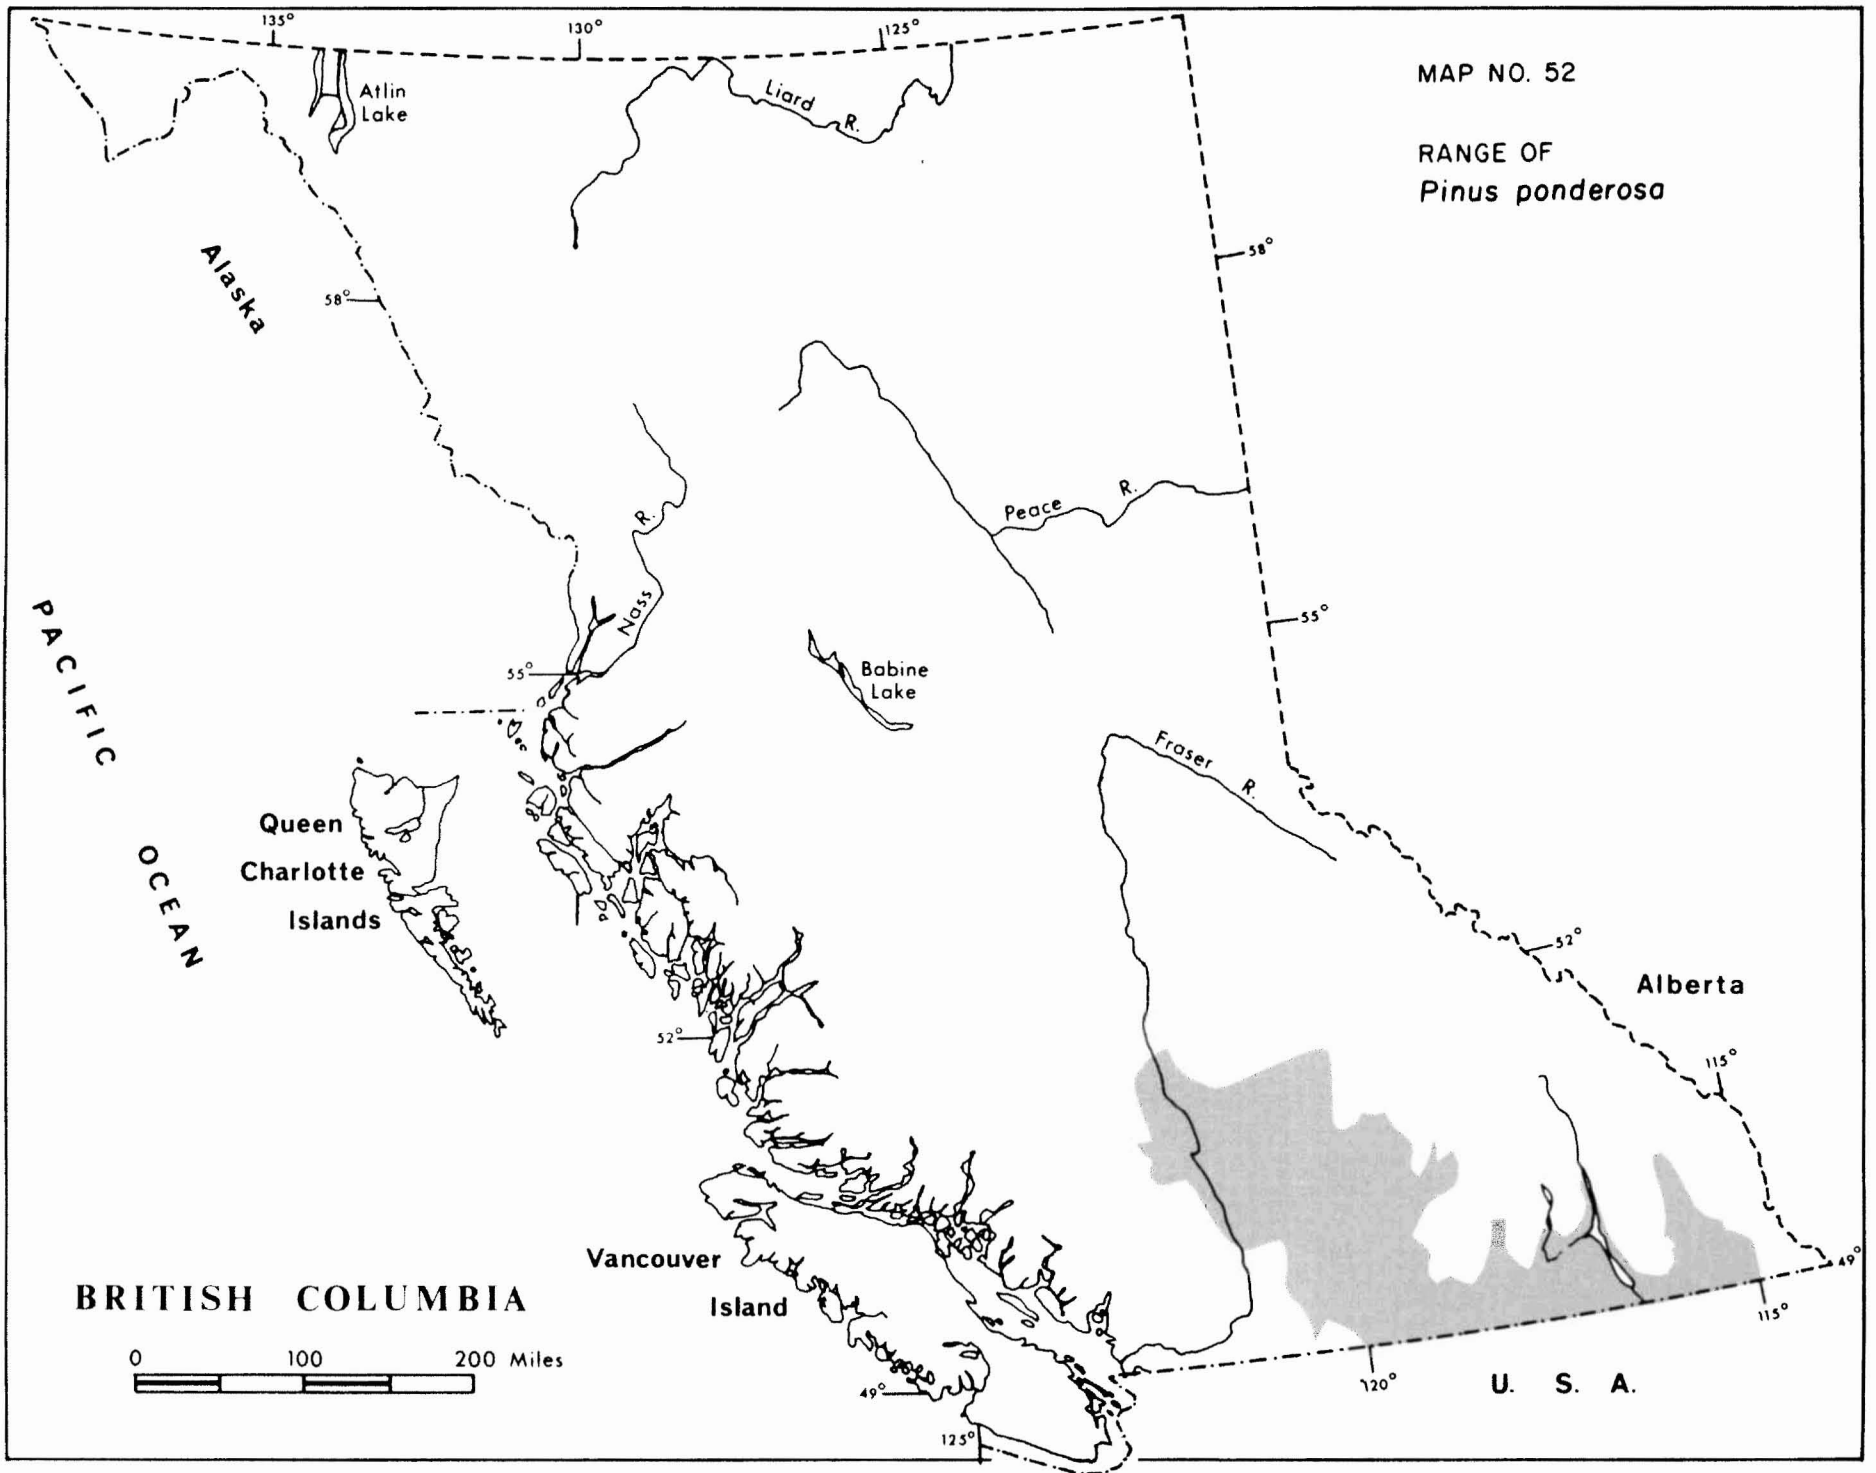 135°
130°
125°
MAP NO. 52
Atlin
Lake
Liard R.
RANGE OF
Pinus ponderosa
58°
Alaska
58°
Peace R.
Nass R.
PACIFIC
OCEAN
55°
55°
Babine
Lake
Fraser R.
Queen
Charlotte
Islands
52°
Alberta
52°
115°
Vancouver
Island
49°
BRITISH COLUMBIA
115°
0 100 200 Miles
120°
U. S. A.
49°
125°